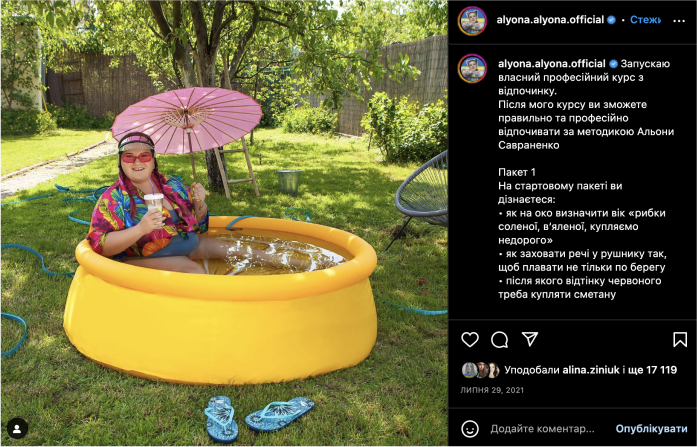 alyona.alyona.official • Стежи
alyona.alyona.official Запускаю
власний професійний курс з
відпочинку.
Після мого курсу ви зможете
правильно та професійно
відпочивати за методикою Альони
Савраненко
Пакет 1
На стартовому пакеті ви
дізнаєтеся:
• як на око визначити вік «рибки
соленої, в’яленої, купляємо
недорого»
• як заховати речі у рушнику так,
щоб плавати не тільки по берегу
• після якого відтінку червоного
треба купляти сметану
Уподобали alina.ziniuk і ще 17 119
ЛИПНЯ 29, 2021
Додайте коментар... Опублікувати